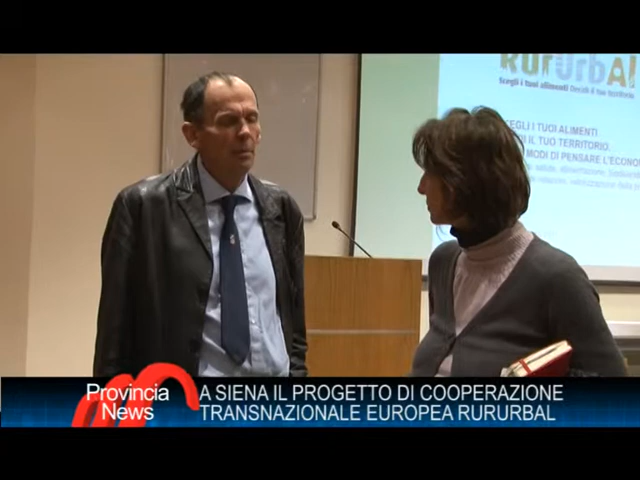 RurUrbAl
Scegli i tuoi alimenti Decidi il tuo territorio
EGLI I TUOI ALIMENTI
I IL TUO TERRITORIO.
MODI DI PENSARE L'ECONO
Provincia
News
A SIENA IL PROGETTO DI COOPERAZIONE
TRANSNAZIONALE EUROPEA RURURBAL